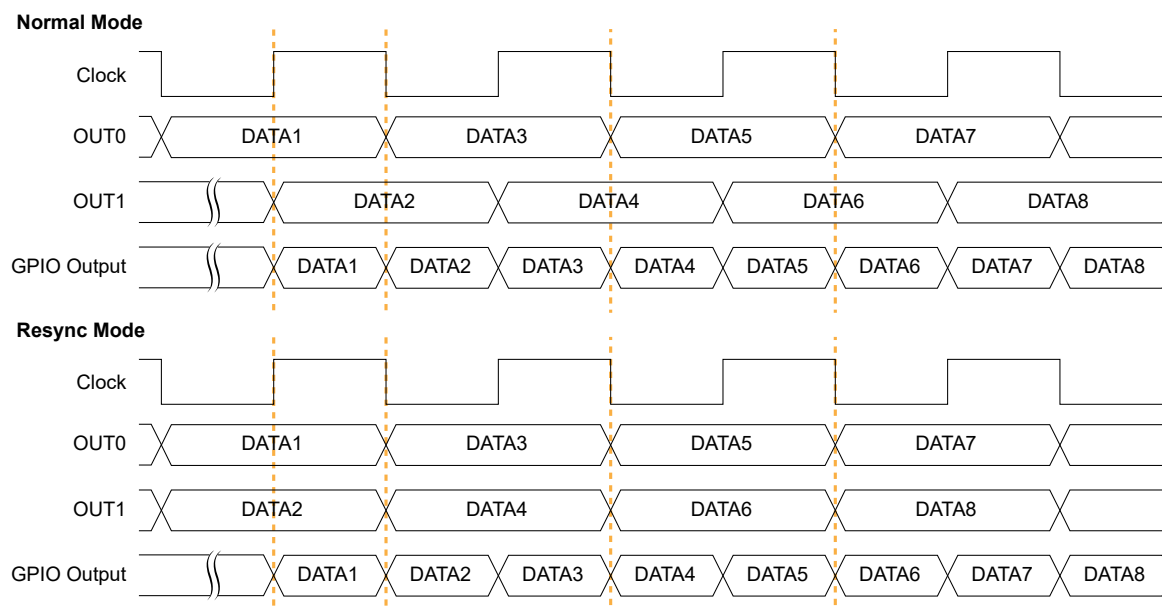 Normal Mode
Clock
OUT0 DATA1 DATA3 DATA5 DATA7
OUT1 DATA2 DATA4 DATA6 DATA8
GPIO Output DATA1 DATA2 DATA3 DATA4 DATA5 DATA6 DATA7 DATA8
Resync Mode
Clock
OUT0 DATA1 DATA3 DATA5 DATA7
OUT1 DATA2 DATA4 DATA6 DATA8
GPIO Output DATA1 DATA2 DATA3 DATA4 DATA5 DATA6 DATA7 DATA8